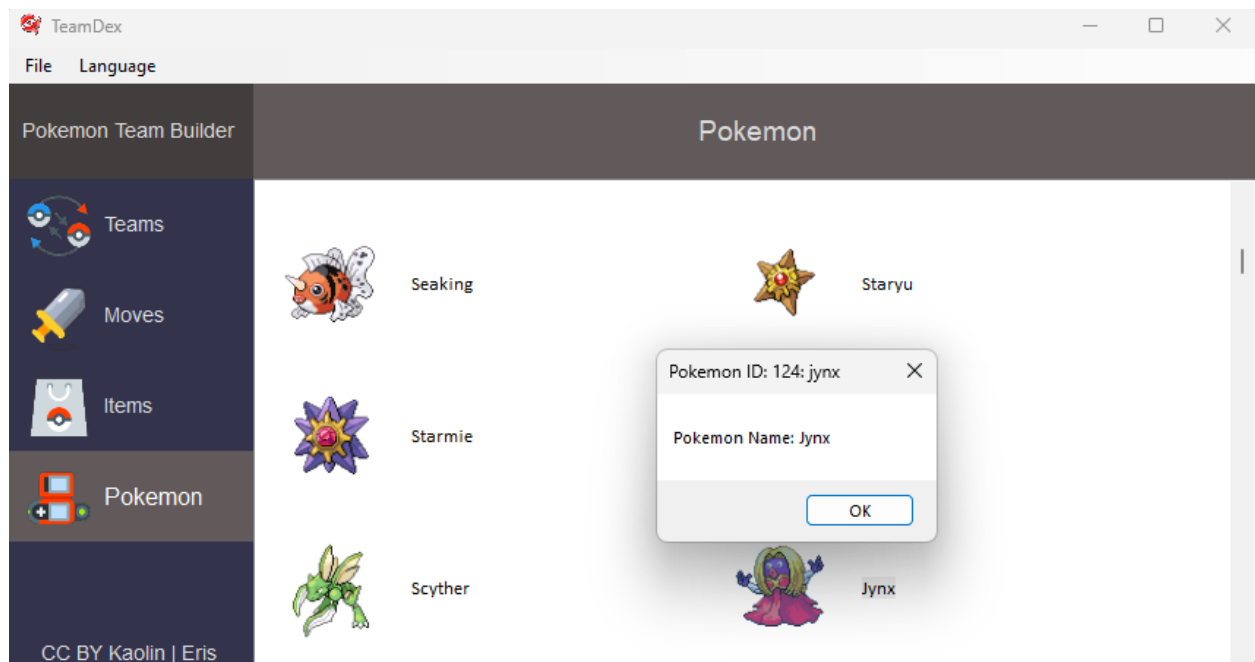 TeamDex
File Language
Pokemon Team Builder
Pokemon
Teams
Moves
Items
Pokemon
CC BY Kaolin | Eris
Seaking
Staryu
Starmie
Pokemon ID: 124: jynx
Pokemon Name: Jynx
OK
Scyther
Jynx